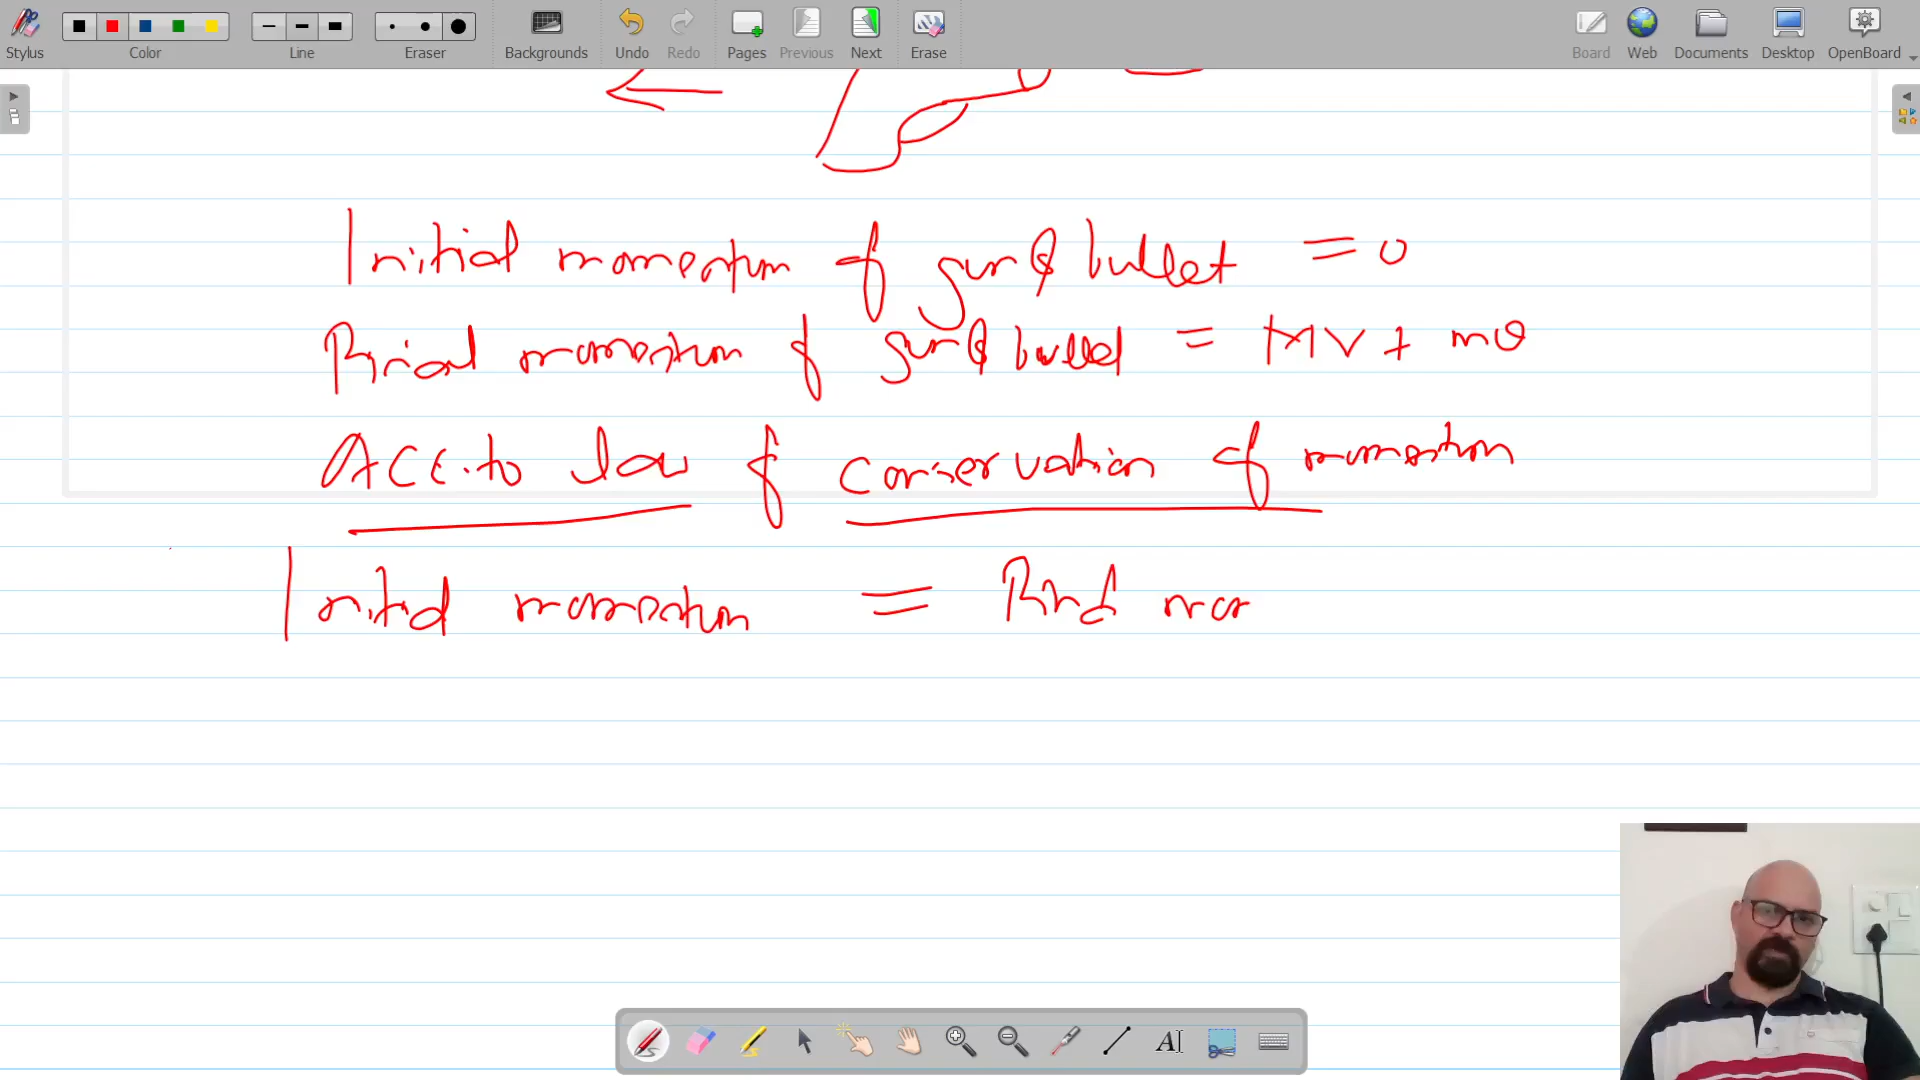 Stylus Color Line Eraser Backgrounds Undo Redo Pages Previous Next Erase Board Web Documents Desktop OpenBoard
Initial momentum of gun & bullet = 0
Final momentum of gun & bullet = MV + mv
Acc. to law of conservation of momentum
Initial momentum = Final mom
AI